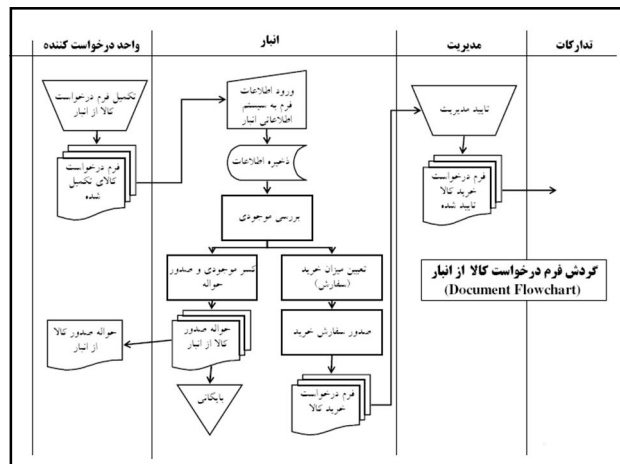 واحد درخواست کننده
انبار
مدیریت
تدارکات
تکمیل فرم درخواست
کالا از انبار
فرم درخواست
کالای تکمیل
شده
ورود اطلاعات
فرم به سیستم
اطلاعاتی انبار
ذخیره اطلاعات
بررسی موجودی
کسر موجودی و صدور
حواله
تعیین میزان خرید
(سفارش)
حواله صدور کالا
از انبار
حواله صدور
کالا از انبار
صدور سفارش خرید
بایگانی
فرم درخواست
خرید کالا
تایید مدیریت
فرم درخواست
خرید کالا
تایید شده
گردش فرم درخواست کالا از انبار
(Document Flowchart)